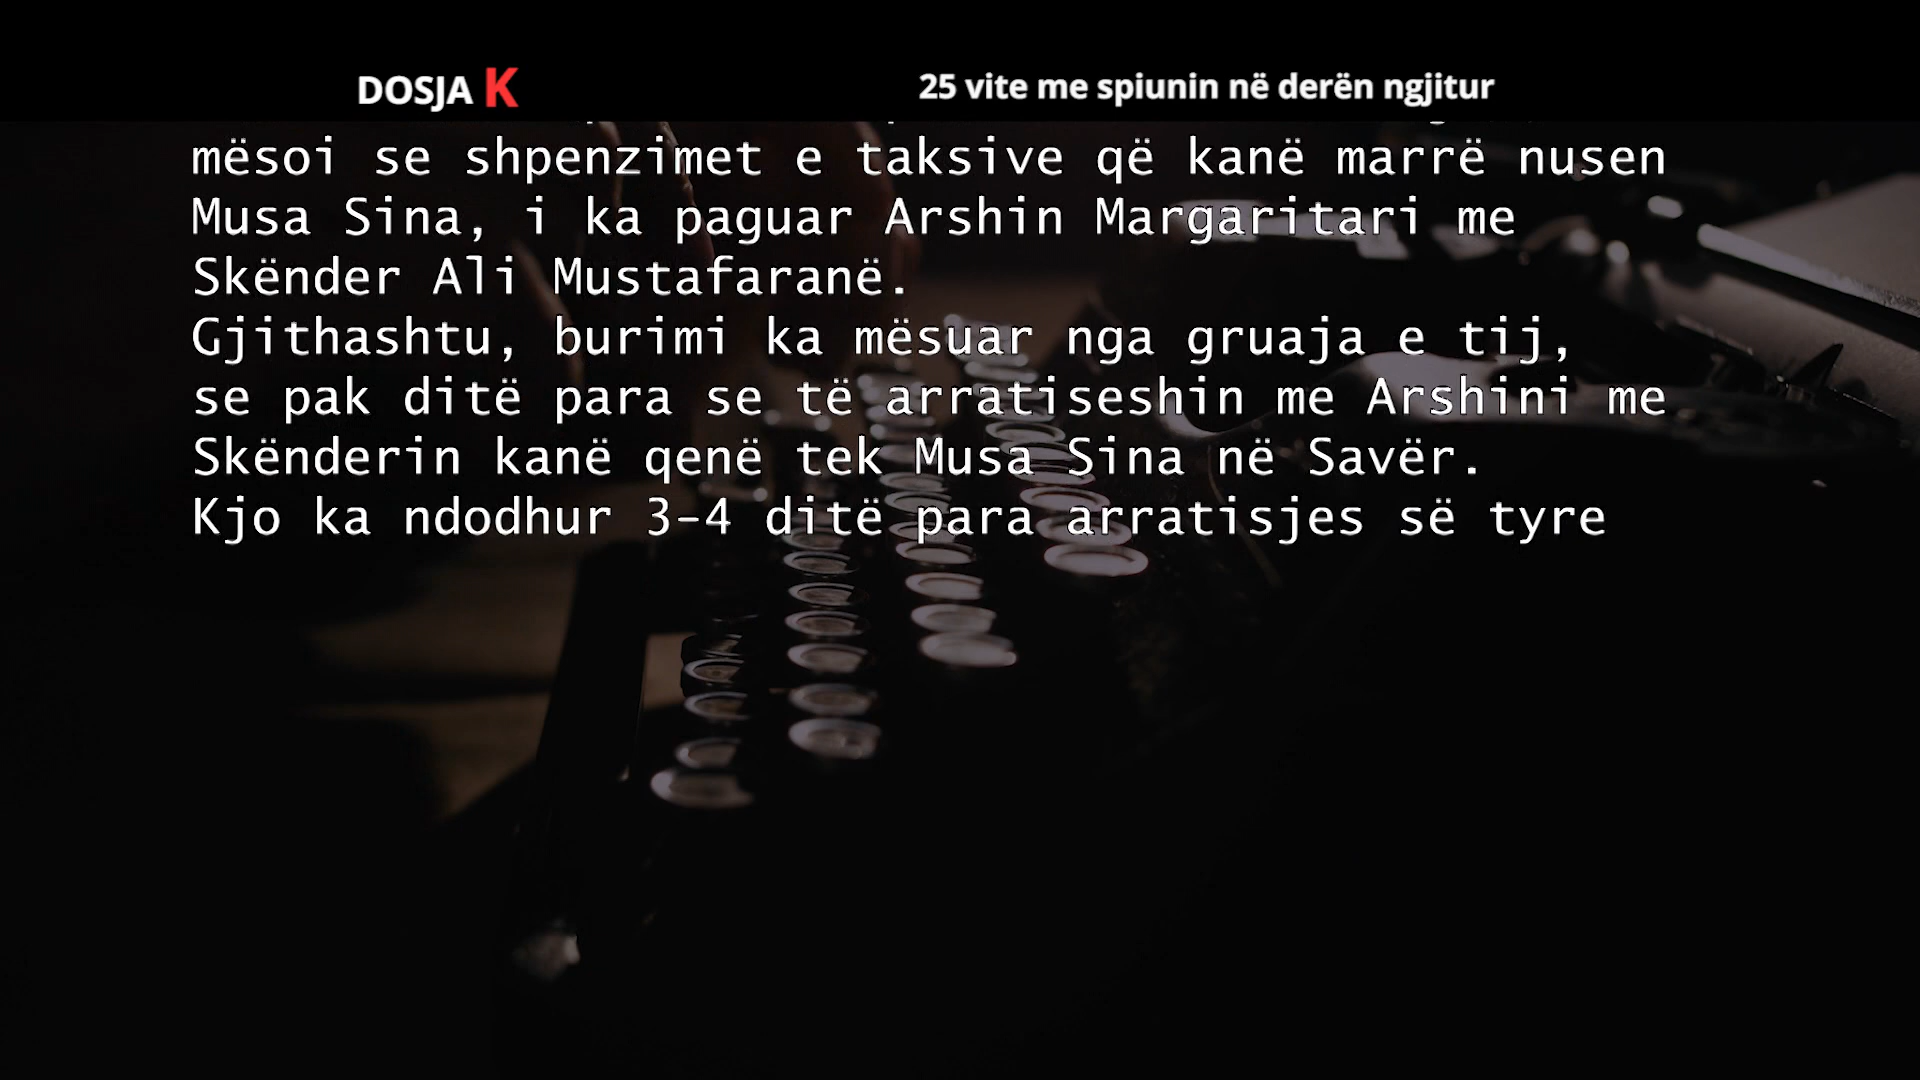 DOSJA K
25 vite me spiunin në derën ngjitur
mësoi se shpenzimet e taksive që kanë marrë nusen
Musa Sina, i ka paguar Arshin Margaritari me
Skënder Ali Mustafaranë.
Gjithashtu, burimi ka mësuar nga gruaja e tij,
se pak ditë para se të arratiseshin me Arshini me
Skënderin kanë qenë tek Musa Sina në Savër.
Kjo ka ndodhur 3-4 ditë para arratisjes së tyre